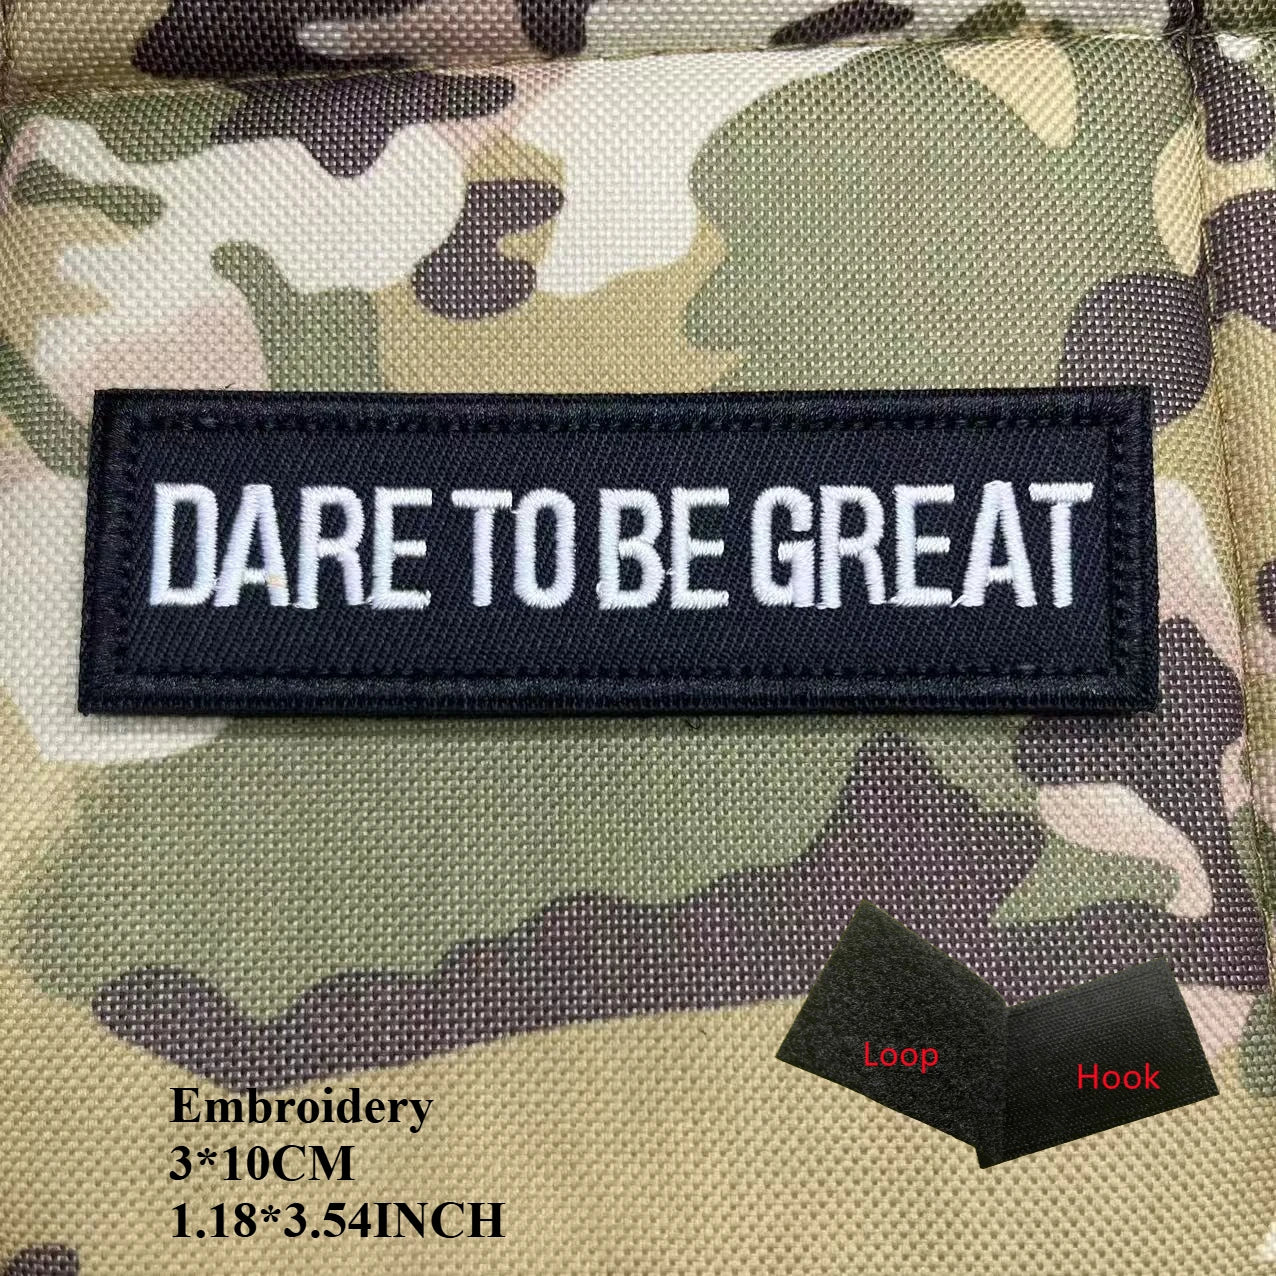 DARE TO BE GREAT
Loop
Hook
Embroidery
3*10CM
1.18*3.54INCH